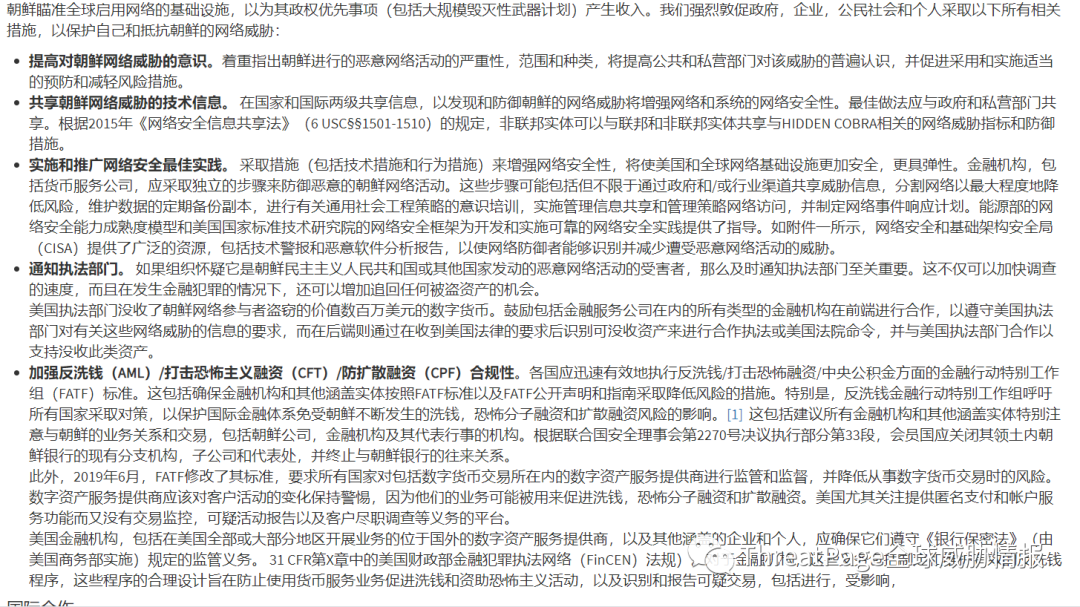 朝鲜瞄准全球启用网络的基础设施，以为其政权优先事项（包括大规模毁灭性武器计划）产生收入。我们强烈敦促政府，企业，公民社会和个人采取以下所有相关
措施，以保护自己和抵抗朝鲜的网络威胁：
• 提高对朝鲜网络威胁的意识。着重指出朝鲜进行的恶意网络活动的严重性，范围和种类，将提高公共和私营部门对该威胁的普遍认识，并促进采用和实施适当
的预防和减轻风险措施。
• 共享朝鲜网络威胁的技术信息。 在国家和国际两级共享信息，以发现和防御朝鲜的网络威胁将增强网络和系统的网络安全性。最佳做法应与政府和私营部门共
享。根据2015年《网络安全信息共享法》（6 USC§§1501-1510）的规定，非联邦实体可以与联邦和非联邦实体共享与HIDDEN COBRA相关的网络威胁指标和防御
措施。
• 实施和推广网络安全最佳实践。 采取措施（包括技术措施和行为措施）来增强网络安全性，将使美国和全球网络基础设施更加安全，更具弹性。金融机构，包
括货币服务公司，应采取独立的步骤来防御恶意的朝鲜网络活动。这些步骤可能包括但不限于通过政府和/或行业渠道共享威胁信息，分割网络以最大程度地降
低风险，维护数据的定期备份副本，进行有关通用社会工程策略的意识培训，实施管理信息共享和管理策略网络访问，并制定网络事件响应计划。能源部的网
络安全能力成熟度模型和美国国家标准技术研究院的网络安全框架为开发和实施可靠的网络安全实践提供了指导。如附件一所示，网络安全和基础架构安全局
（CISA）提供了广泛的资源，包括技术警报和恶意软件分析报告，以使网络防御者能够识别并减少遭受恶意网络活动的威胁。
• 通知执法部门。 如果组织怀疑它是朝鲜民主主义人民共和国或其他国家发动的恶意网络活动的受害者，那么及时通知执法部门至关重要。这不仅可以加快调查
的速度，而且在发生金融犯罪的情况下，还可以增加追回任何被盗资产的机会。
美国执法部门没收了朝鲜网络参与者盗窃的价值数百万美元的数字货币。鼓励包括金融服务公司在内的所有类型的金融机构在前端进行合作，以遵守美国执法
部门对有关这些网络威胁的信息的要求，而在后端则通过在收到美国法律的要求后识别可没收资产来进行合作执法或美国法院命令，并与美国执法部门合作以
支持没收此类资产。
• 加强反洗钱（AML）/打击恐怖主义融资（CFT）/防扩散融资（CPF）合规性。各国应迅速有效地执行反洗钱/打击恐怖融资/中央公积金方面的金融行动特别工作
组（FATF）标准。这包括确保金融机构和其他涵盖实体按照FATF标准以及FATF公开声明和指南采取降低风险的措施。特别是，反洗钱金融行动特别工作组呼吁
所有国家采取对策，以保护国际金融体系免受朝鲜不断发生的洗钱，恐怖分子融资和扩散融资风险的影响。[1] 这包括建议所有金融机构和其他涵盖实体特别注
意与朝鲜的业务关系和交易，包括朝鲜公司，金融机构及其代表行事的机构。根据联合国安全理事会第2270号决议执行部分第33段，会员国应关闭其领土内朝鲜
银行的现有分支机构，子公司和代表处，并终止与朝鲜银行的往来关系。
此外，2019年6月，FATF修改了其标准，要求所有国家对包括数字货币交易所在内的数字资产服务提供商进行监管和监督，并降低从事数字货币交易时的风险。
数字资产服务提供商应该对客户活动的变化保持警惕，因为他们的业务可能被用来促进洗钱，恐怖分子融资和扩散融资。美国尤其关注提供匿名支付和帐户服
务功能而又没有交易监控，可疑活动报告以及客户尽职调查等义务的平台。
美国金融机构，包括在美国全部或大部分地区开展业务的位于国外的数字资产服务提供商，以及其他涵盖的企业和个人，应确保它们遵守《银行保密法》（由
美国商务部实施）规定的监管义务。 31 CFR第X章中的美国财政部金融犯罪执法网络（FinCEN）法规）
ThreatPage全球威胁情报
洗钱
程序，这些程序的合理设计旨在防止使用货币服务业务促进洗钱和资助恐怖主义活动，以及识别和报告可疑交易，包括进行，受影响，
国际合作